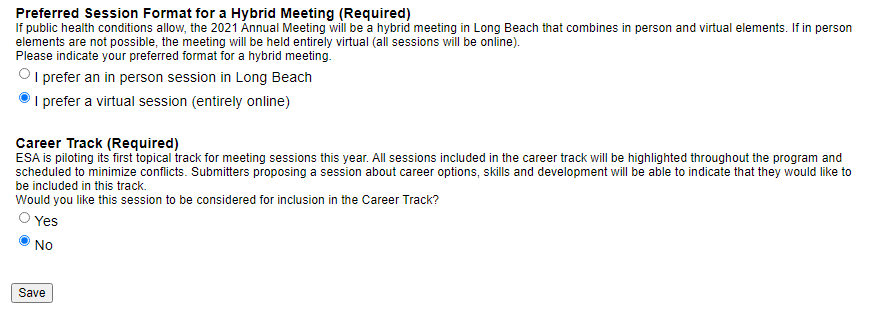 Preferred Session Format for a Hybrid Meeting (Required)
If public health conditions allow, the 2021 Annual Meeting will be a hybrid meeting in Long Beach that combines in person and virtual elements. If in person
elements are not possible, the meeting will be held entirely virtual (all sessions will be online).
Please indicate your preferred format for a hybrid meeting.
I prefer an in person session in Long Beach
I prefer a virtual session (entirely online)
Career Track (Required)
ESA is piloting its first topical track for meeting sessions this year. All sessions included in the career track will be highlighted throughout the program and
scheduled to minimize conflicts. Submitters proposing a session about career options, skills and development will be able to indicate that they would like to
be included in this track.
Would you like this session to be considered for inclusion in the Career Track?
Yes
No
Save